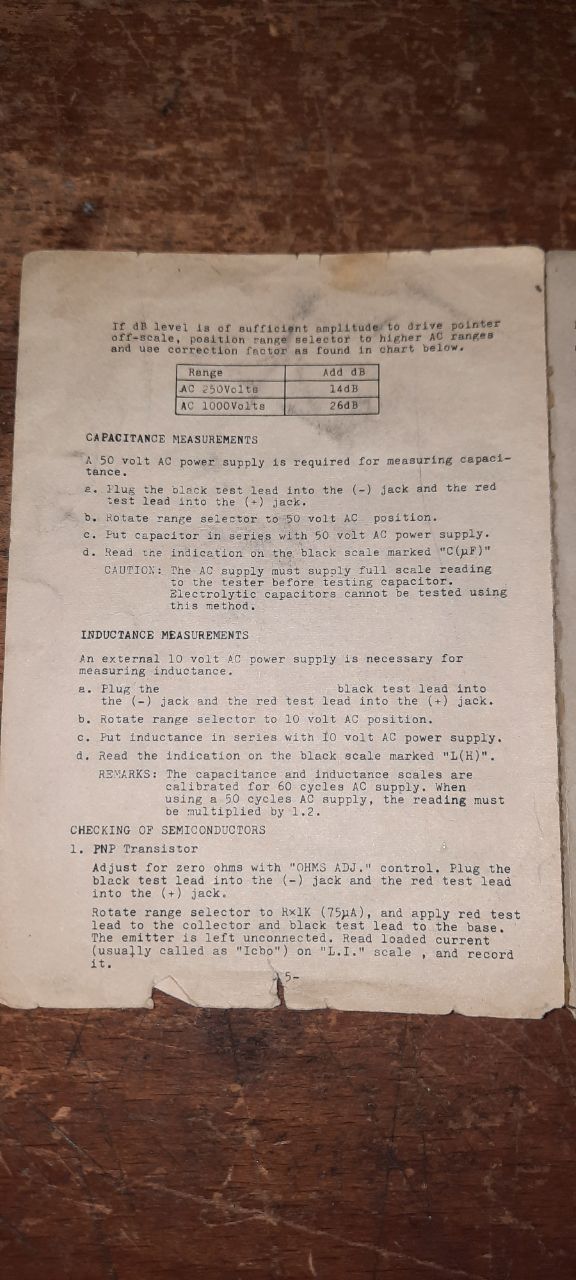 If dB level is of sufficient amplitude to drive pointer
off-scale, position range selector to higher AC ranges
and use correction factor as found in chart below.
Range Add dB
AC 250Volts 14dB
AC 1000Volts 26dB
CAPACITANCE MEASUREMENTS
A 50 volt AC power supply is required for measuring capaci-
tance.
a. Plug the black test lead into the (-) jack and the red
test lead into the (+) jack.
b. Rotate range selector to 50 volt AC position.
c. Put capacitor in series with 50 volt AC power supply.
d. Read the indication on the black scale marked "C(µF)"
CAUTION: The AC supply must supply full scale reading
to the tester before testing capacitor.
Electrolytic capacitors cannot be tested using
this method.
INDUCTANCE MEASUREMENTS
An external 10 volt AC power supply is necessary for
measuring inductance.
a. Plug the black test lead into
the (-) jack and the red test lead into the (+) jack.
b. Rotate range selector to 10 volt AC position.
c. Put inductance in series with 10 volt AC power supply.
d. Read the indication on the black scale marked "L(H)".
REMARKS: The capacitance and inductance scales are
calibrated for 60 cycles AC supply. When
using a 50 cycles AC supply, the reading must
be multiplied by 1.2.
CHECKING OF SEMICONDUCTORS
1. PNP Transistor
Adjust for zero ohms with "OHMS ADJ." control. Plug the
black test lead into the (-) jack and the red test lead
into the (+) jack.
Rotate range selector to R×1K (75µA), and apply red test
lead to the collector and black test lead to the base.
The emitter is left unconnected. Read loaded current
(usually called as "Icbo") on "L.I." scale , and record
it.
5-